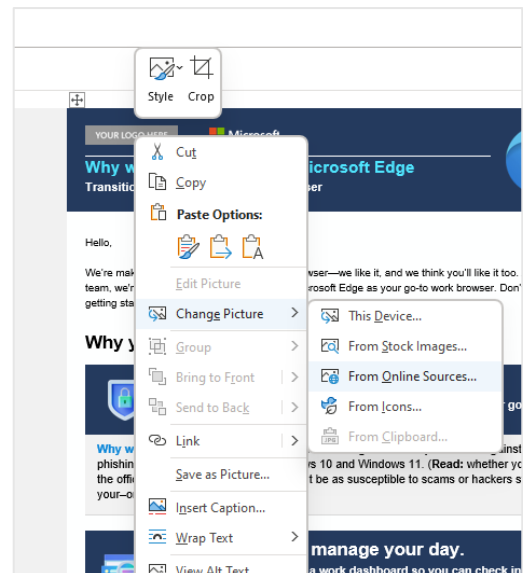 Style Crop
YOUR LOGO HERE Microsoft
Why w icrosoft Edge
Transitic ser
Cut
Copy
Paste Options:
Hello,
We're mak wser—we like it, and we think you'll like it too.
Edit Picture
team, we'r rosoft Edge as your go-to work browser. Don'
getting sta
Change Picture
This Device...
Why y
Group
From Stock Images...
Bring to Front
From Online Sources...
Send to Back
From Icons...
go
Link
From Clipboard...
Why w inst
phishin vs 10 and Windows 11. (Read: whether yo
Save as Picture...
the offi t be as susceptible to scams or hackers s
your–o
Insert Caption...
Wrap Text
manage your day.
View Alt Text
a work dashboard so you can check in